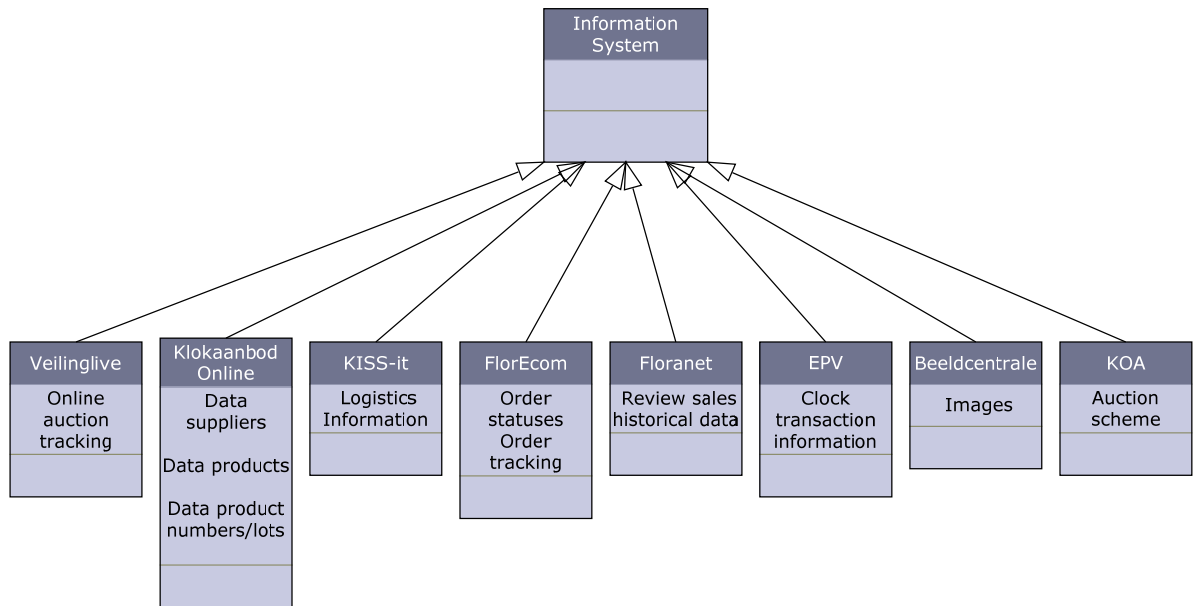 Information
System
Veilinglive
Online
auction
tracking
Klokaanbod
Online
Data
suppliers
Data products
Data product
numbers/lots
KISS-it
Logistics
Information
FlorEcom
Order
statuses
Order
tracking
Floranet
Review sales
historical data
EPV
Clock
transaction
information
Beeldcentrale
Images
KOA
Auction
scheme